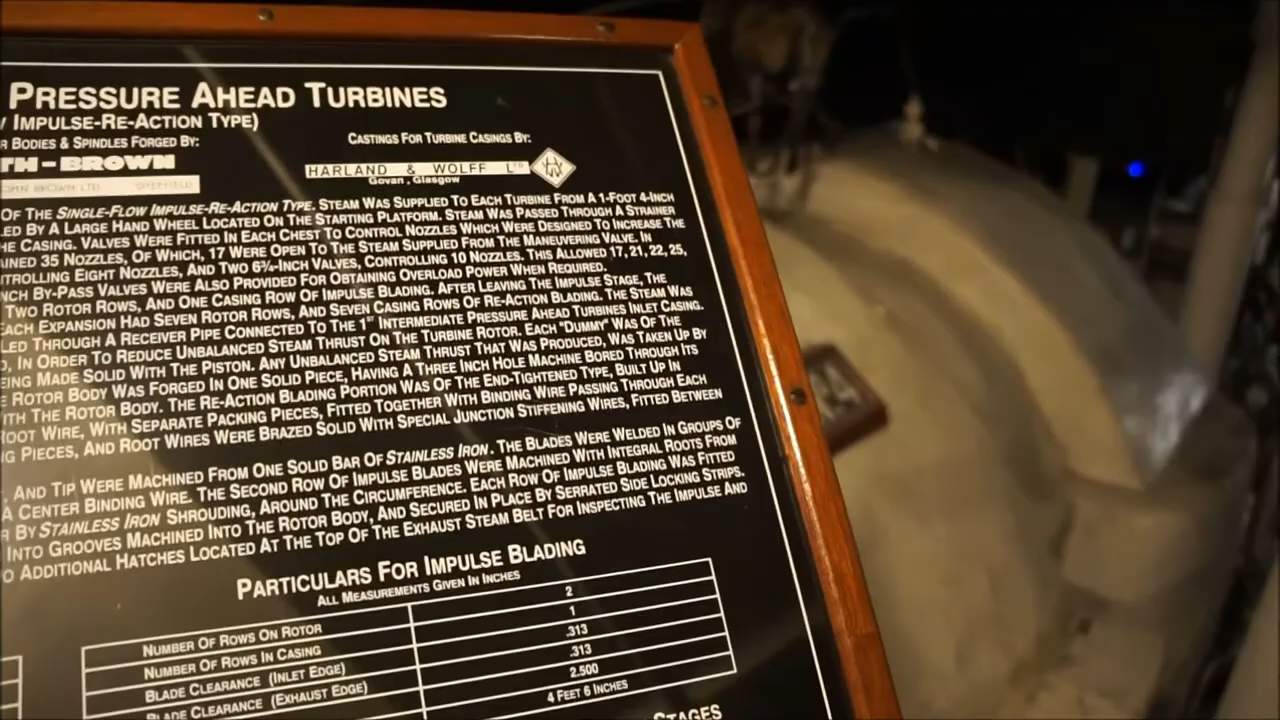 PRESSURE AHEAD TURBINES
IMPULSE-RE-ACTION TYPE)
BODIES & SPINDLES FORGED BY:
CASTINGS FOR TURBINE CASINGS BY:
TH-BROWN
HARLAND & WOLFF LTD
JOHN BROWN LTD SHEFFIELD
Govan, Glasgow
OF THE SINGLE-FLOW IMPULSE-RE-ACTION TYPE. STEAM WAS SUPPLIED TO EACH TURBINE FROM A 1-FOOT 4-INCH
LED BY A LARGE HAND WHEEL LOCATED ON THE STARTING PLATFORM. STEAM WAS PASSED THROUGH A STRAINER
HE CASING. VALVES WERE FITTED IN EACH CHEST TO CONTROL NOZZLES WHICH WERE DESIGNED TO INCREASE THE
INED 35 NOZZLES, OF WHICH, 17 WERE OPEN TO THE STEAM SUPPLIED FROM THE MANEUVERING VALVE. IN
TROLLING EIGHT NOZZLES, AND TWO 6¾-INCH VALVES, CONTROLLING 10 NOZZLES. THIS ALLOWED 17, 21, 22, 25,
NCH BY-PASS VALVES WERE ALSO PROVIDED FOR OBTAINING OVERLOAD POWER WHEN REQUIRED.
TWO ROTOR ROWS, AND ONE CASING ROW OF IMPULSE BLADING. AFTER LEAVING THE IMPULSE STAGE, THE
EACH EXPANSION HAD SEVEN ROTOR ROWS, AND SEVEN CASING ROWS OF RE-ACTION BLADING. THE STEAM WAS
LED THROUGH A RECEIVER PIPE CONNECTED TO THE 1ST INTERMEDIATE PRESSURE AHEAD TURBINES INLET CASING.
D, IN ORDER TO REDUCE UNBALANCED STEAM THRUST ON THE TURBINE ROTOR. EACH "DUMMY" WAS OF THE
EING MADE SOLID WITH THE PISTON. ANY UNBALANCED STEAM THRUST THAT WAS PRODUCED, WAS TAKEN UP BY
E ROTOR BODY WAS FORGED IN ONE SOLID PIECE, HAVING A THREE INCH HOLE MACHINE BORED THROUGH ITS
ITH THE ROTOR BODY. THE RE-ACTION BLADING PORTION WAS OF THE END-TIGHTENED TYPE, BUILT UP IN
ROOT WIRE, WITH SEPARATE PACKING PIECES, FITTED TOGETHER WITH BINDING WIRE PASSING THROUGH EACH
G PIECES, AND ROOT WIRES WERE BRAZED SOLID WITH SPECIAL JUNCTION STIFFENING WIRES, FITTED BETWEEN
, AND TIP WERE MACHINED FROM ONE SOLID BAR OF STAINLESS IRON. THE BLADES WERE WELDED IN GROUPS OF
A CENTER BINDING WIRE. THE SECOND ROW OF IMPULSE BLADES WERE MACHINED WITH INTEGRAL ROOTS FROM
R BY STAINLESS IRON SHROUDING, AROUND THE CIRCUMFERENCE. EACH ROW OF IMPULSE BLADING WAS FITTED
INTO GROOVES MACHINED INTO THE ROTOR BODY, AND SECURED IN PLACE BY SERRATED SIDE LOCKING STRIPS.
O ADDITIONAL HATCHES LOCATED AT THE TOP OF THE EXHAUST STEAM BELT FOR INSPECTING THE IMPULSE AND
PARTICULARS FOR IMPULSE BLADING
ALL MEASUREMENTS GIVEN IN INCHES
NUMBER OF ROWS ON ROTOR 2
NUMBER OF ROWS IN CASING 1
BLADE CLEARANCE (INLET EDGE) .313
BLADE CLEARANCE (EXHAUST EDGE) .313
2.500
4 FEET 6 INCHES
STAGES